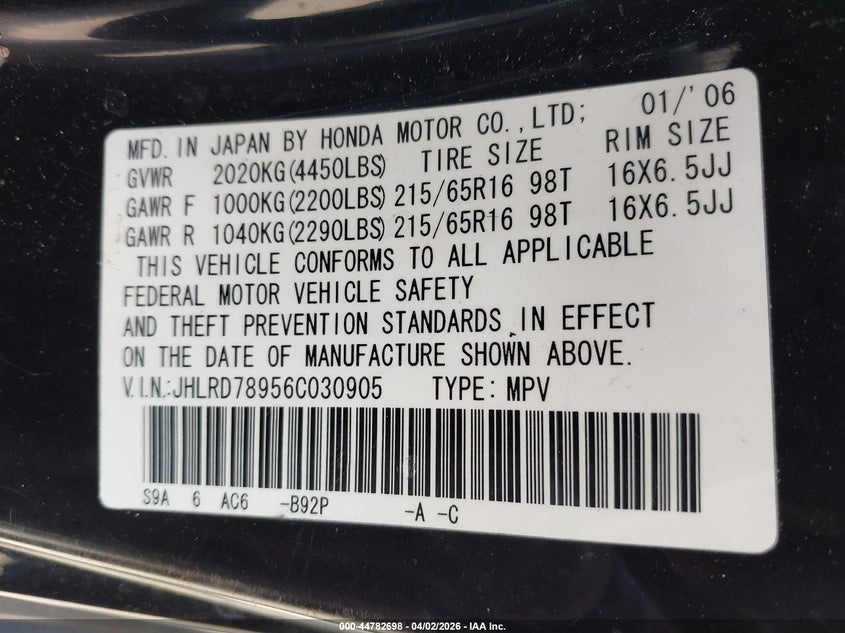 MFD. IN JAPAN BY HONDA MOTOR CO.,LTD; 01/'06
GVWR 2020KG(4450LBS) TIRE SIZE RIM SIZE
GAWR F 1000KG(2200LBS) 215/65R16 98T 16X6.5JJ
GAWR R 1040KG(2290LBS) 215/65R16 98T 16X6.5JJ
THIS VEHICLE CONFORMS TO ALL APPLICABLE
FEDERAL MOTOR VEHICLE SAFETY
AND THEFT PREVENTION STANDARDS IN EFFECT
ON THE DATE OF MANUFACTURE SHOWN ABOVE.
V.I.N.:JHLRD78956C030905 TYPE: MPV
S9A 6 AC6 -B92P -A -C
000-44782698 - 04/02/2026 - IAA Inc.